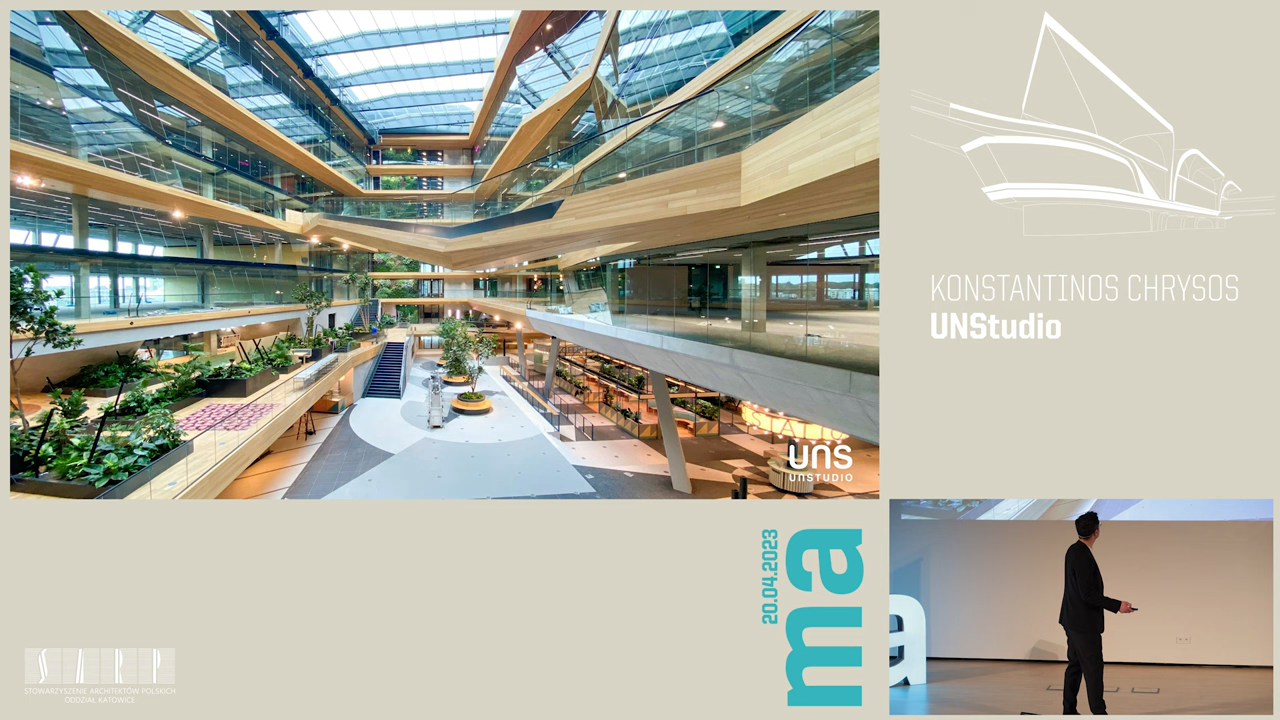 KONSTANTINOS CHRYSOS
UNStudio
UNS
UNSTUDIO
20.04.2023
ma
a
SARP
STOWARZYSZENIE ARCHITEKTÓW POLSKICH
ODDZIAŁ KATOWICE